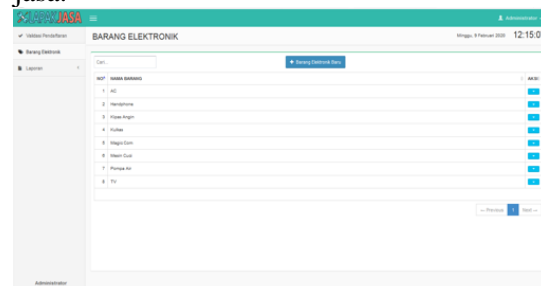 jasa.
JASA
Administrator
Validasi Pendaftaran
BARANG ELEKTRONIK
Minggu, 9 Februari 2020 12:15:0
Barang Elektronik
Laporan
Cari..
+ Barang Elektronik Baru
NO NAMA BARANG AKSI
1 AC
2 Handphone
3 Kipas Angin
4 Kulkas
5 Magic Com
6 Mesin Cuci
7 Pompa Air
8 TV
← Previous 1 Next →
Administrator